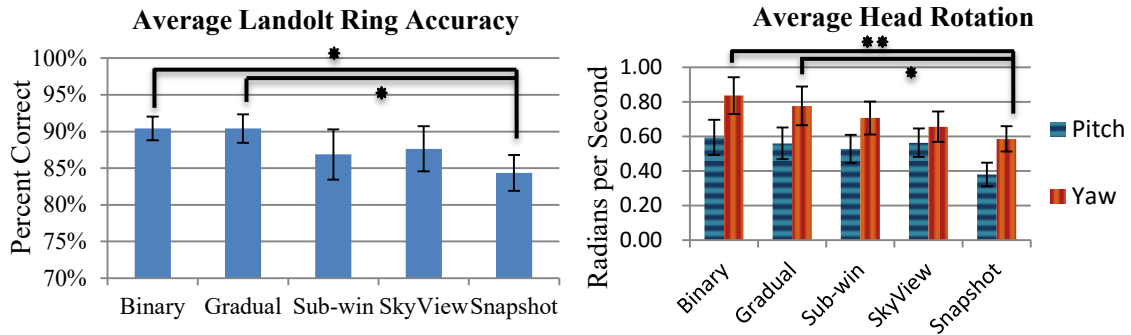 Average Landolt Ring Accuracy
*
*
Percent Correct
100%
95%
90%
85%
80%
75%
70%
Binary Gradual Sub-win SkyView Snapshot
Average Head Rotation
**
*
Radians per Second
1.00
0.80
0.60
0.40
0.20
0.00
Binary
Gradual
Sub-win
SkyView
Snapshot
Pitch
Yaw